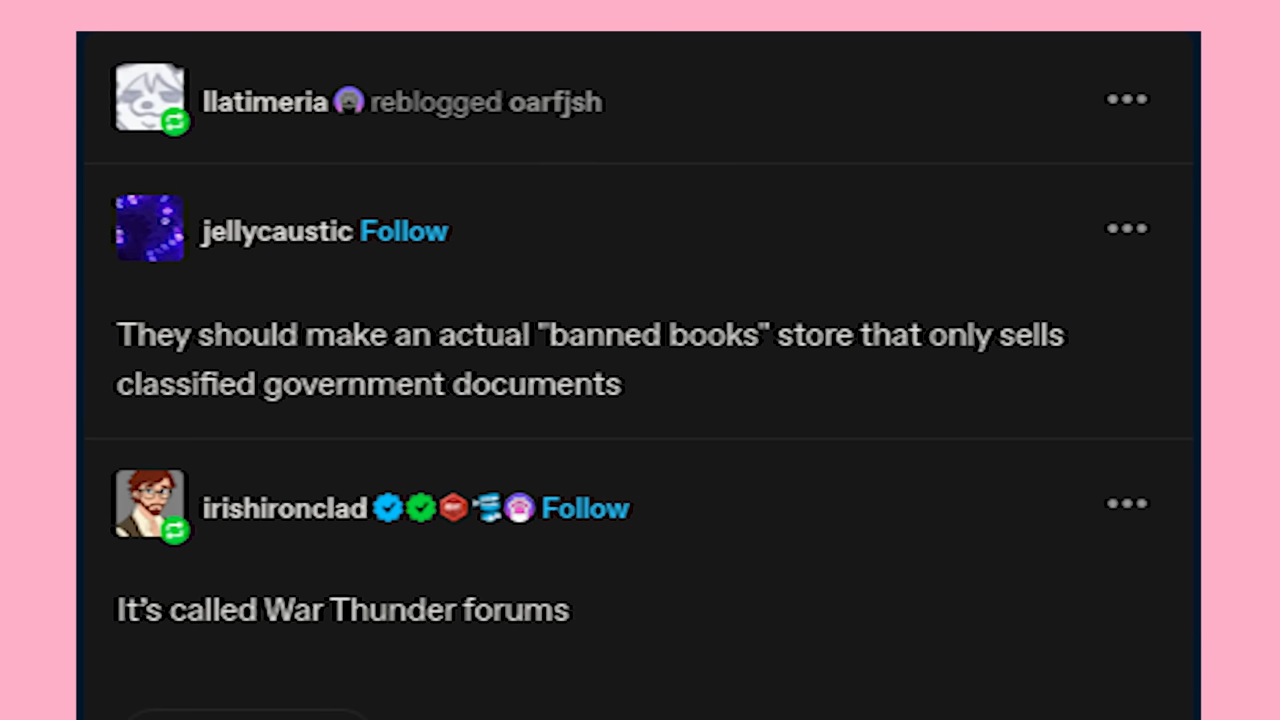 llatimeria reblogged oarfjsh
jellycaustic Follow
They should make an actual "banned books" store that only sells
classified government documents
irishironclad Follow
It’s called War Thunder forums